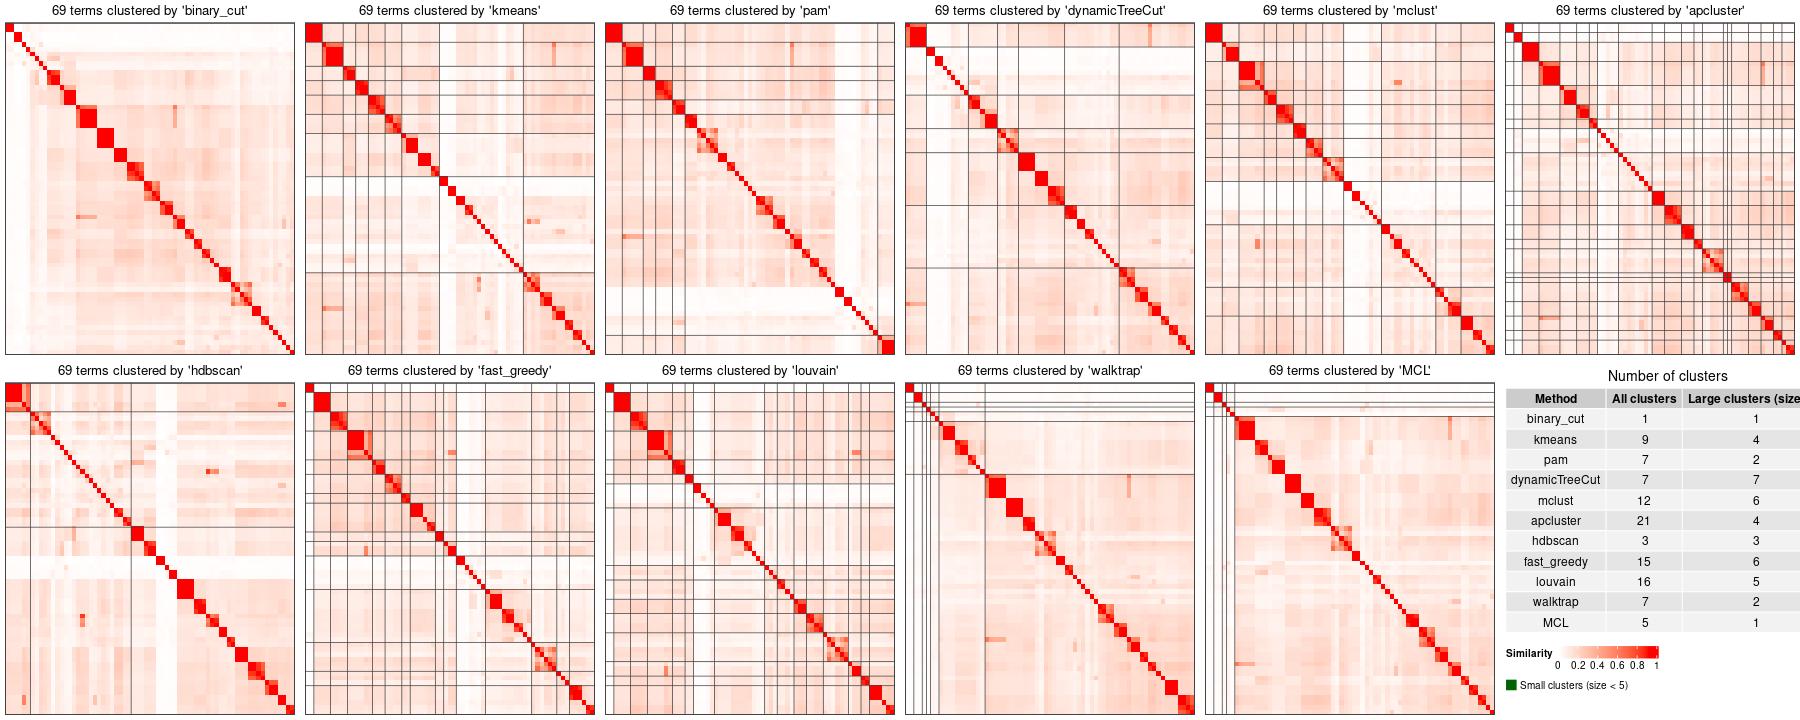 69 terms clustered by 'binary_cut'
69 terms clustered by 'kmeans'
69 terms clustered by 'pam'
69 terms clustered by 'dynamicTreeCut'
69 terms clustered by 'mclust'
69 terms clustered by 'apcluster'
69 terms clustered by 'hdbscan'
69 terms clustered by 'fast_greedy'
69 terms clustered by 'louvain'
69 terms clustered by 'walktrap'
69 terms clustered by 'MCL'
Number of clusters
Method All clusters Large clusters (size
binary_cut 1 1
kmeans 9 4
pam 7 2
dynamicTreeCut 7 7
mclust 12 6
apcluster 21 4
hdbscan 3 3
fast_greedy 15 6
louvain 16 5
walktrap 7 2
MCL 5 1
Similarity
0 0.2 0.4 0.6 0.8 1
Small clusters (size < 5)